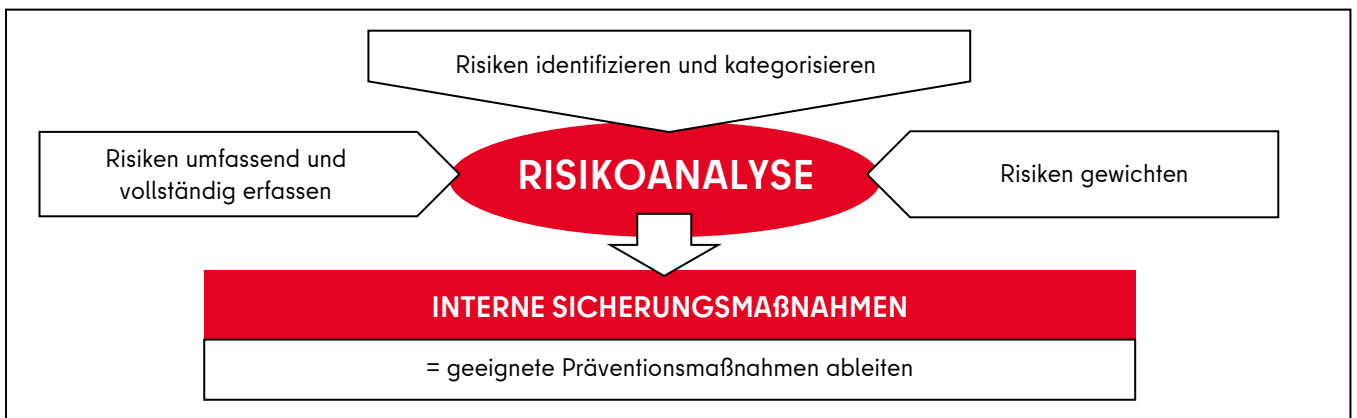 Risiken identifizieren und kategorisieren
Risiken umfassend und
vollständig erfassen
RISIKOANALYSE
Risiken gewichten
INTERNE SICHERUNGSMAßNAHMEN
= geeignete Präventionsmaßnahmen ableiten